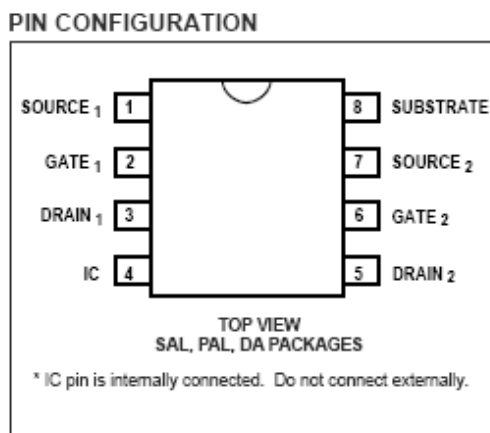 PIN CONFIGURATION
SOURCE 1 1
8 SUBSTRATE
GATE 1 2
7 SOURCE 2
DRAIN 1 3
6 GATE 2
IC 4
5 DRAIN 2
TOP VIEW
SAL, PAL, DA PACKAGES
* IC pin is internally connected. Do not connect externally.